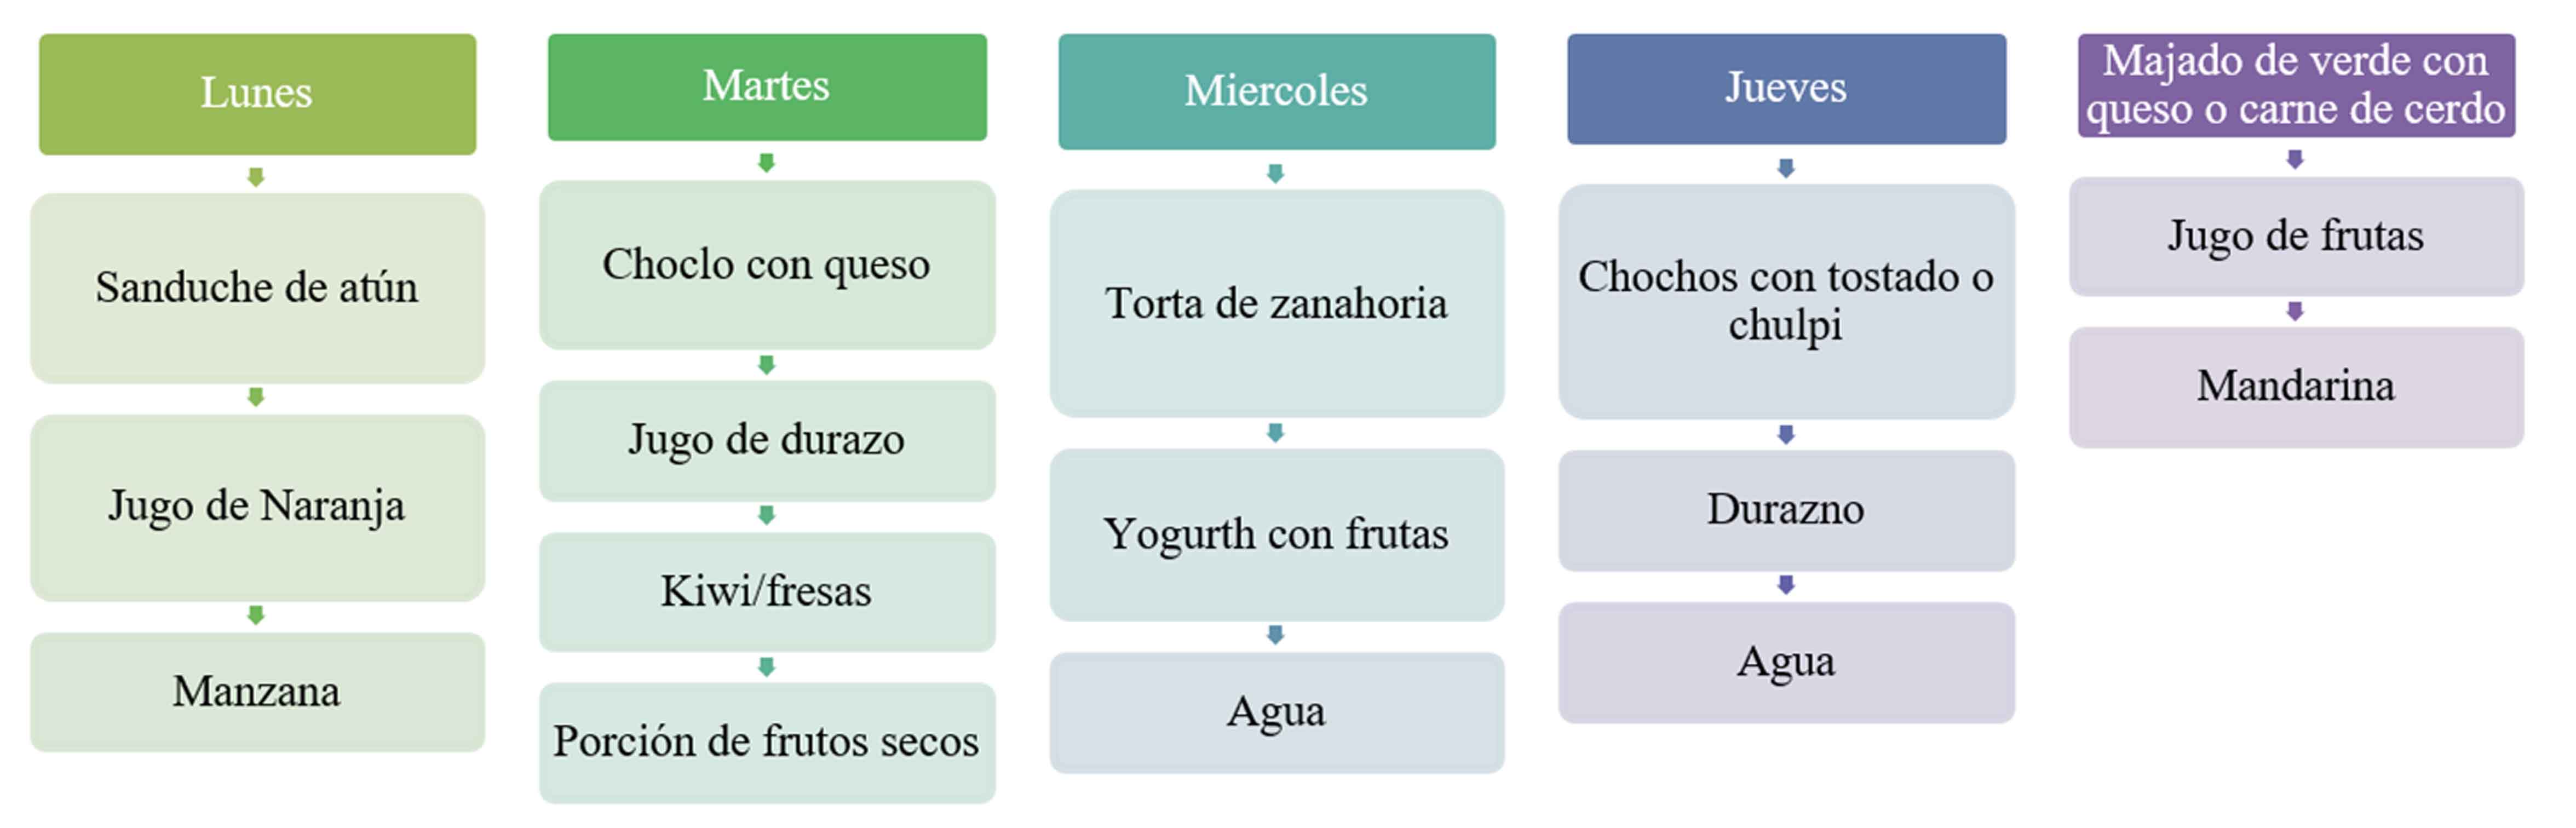 Lunes
Sanduche de atún
Jugo de Naranja
Manzana
Martes
Choclo con queso
Jugo de durazo
Kiwi/fresas
Porción de frutos secos
Miercoles
Torta de zanahoria
Yogurth con frutas
Agua
Jueves
Chochos con tostado o
chulpi
Durazno
Agua
Majado de verde con
queso o carne de cerdo
Jugo de frutas
Mandarina